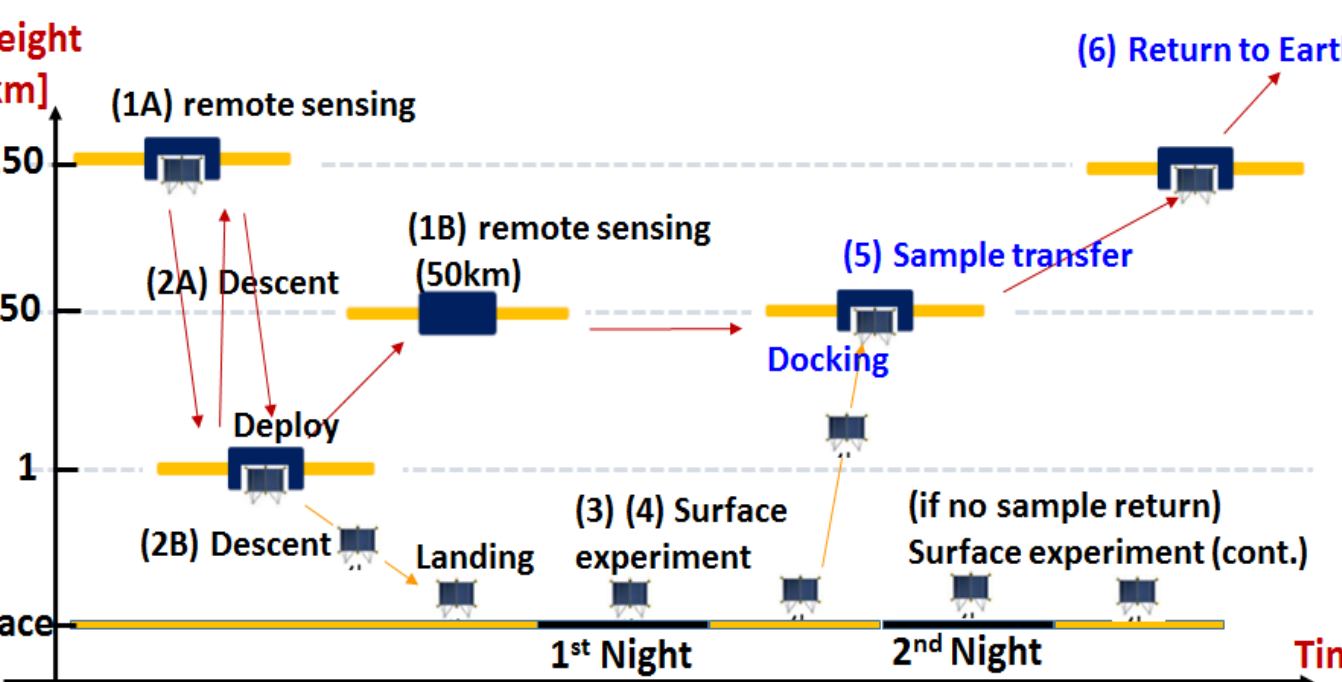 eight
km]
(6) Return to Eart
(1A) remote sensing
50
(1B) remote sensing
(50km)
(5) Sample transfer
(2A) Descent
50
Docking
Deploy
1
(2B) Descent
Landing
(3) (4) Surface
experiment
(if no sample return)
Surface experiment (cont.)
ace
1st Night
2nd Night
Tim